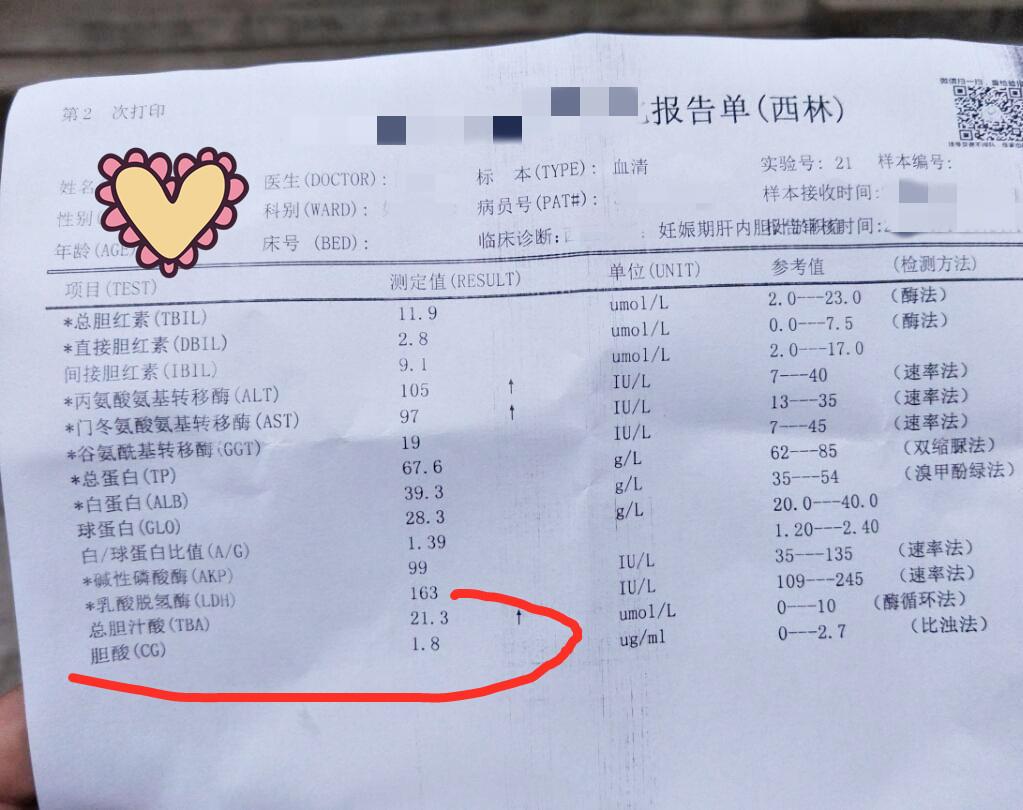 第2 次打印
报告单(西林)
姓名 医生(DOCTOR): 标 本(TYPE): 血清 实验号: 21 样本编号:
性别 科别(WARD): 病员号(PAT#): 样本接收时间:
年龄(AGE 床号 (BED): 临床诊断: 妊娠期肝内胆 时间:
项目(TEST) 测定值(RESULT) 单位(UNIT) 参考值 (检测方法)
*总胆红素(TBIL) 11.9 umol/L 2.0---23.0 (酶法)
*直接胆红素(DBIL) 2.8 umol/L 0.0---7.5 (酶法)
间接胆红素(IBIL) 9.1 umol/L 2.0---17.0
*丙氨酸氨基转移酶(ALT) 105 ↑ IU/L 7---40 (速率法)
*门冬氨酸氨基转移酶(AST) 97 ↑ IU/L 13---35 (速率法)
*谷氨酰基转移酶(GGT) 19 IU/L 7---45 (速率法)
*总蛋白(TP) 67.6 g/L 62---85 (双缩脲法)
*白蛋白(ALB) 39.3 g/L 35---54 (溴甲酚绿法)
球蛋白(GLO) 28.3 g/L 20.0---40.0
白/球蛋白比值(A/G) 1.39 1.20---2.40
*碱性磷酸酶(AKP) 99 IU/L 35---135 (速率法)
*乳酸脱氢酶(LDH) 163 IU/L 109---245 (速率法)
总胆汁酸(TBA) 21.3 ↑ umol/L 0---10 (酶循环法)
胆酸(CG) 1.8 ug/ml 0---2.7 (比浊法)